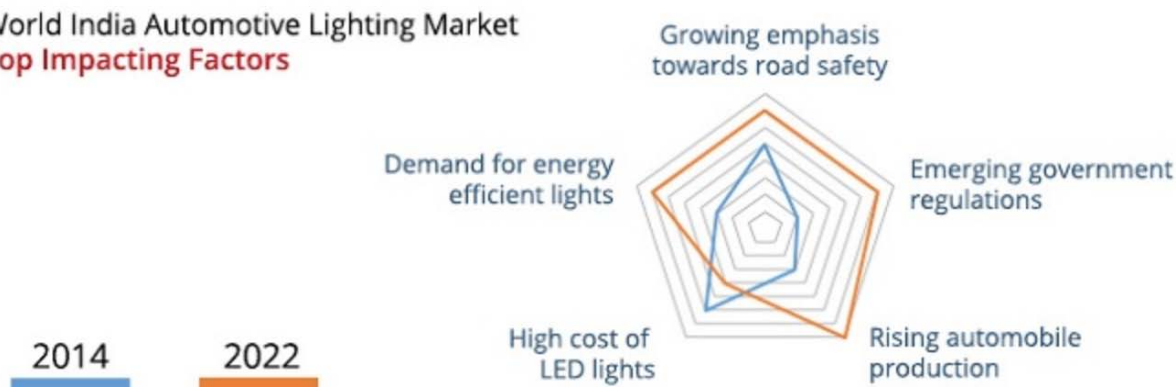 World India Automotive Lighting Market
op Impacting Factors
Growing emphasis
towards road safety
Demand for energy
efficient lights
Emerging government
regulations
High cost of
LED lights
Rising automobile
production
2014
2022